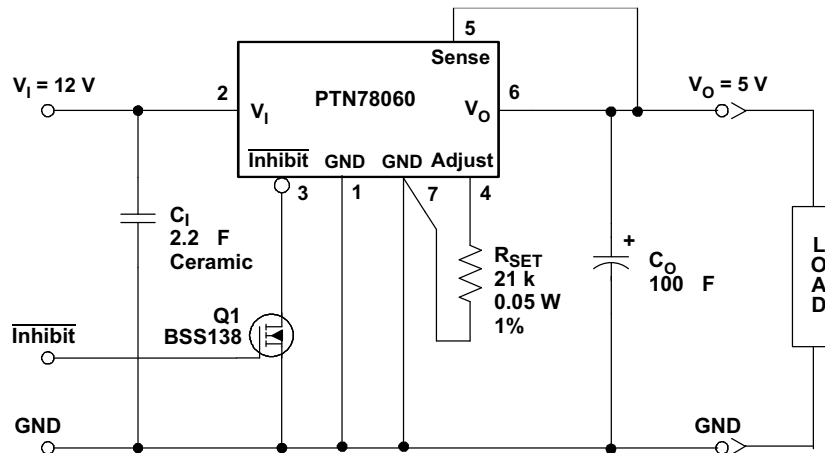 5
Sense
V_I = 12 V
2
PTN78060
6
V_O = 5 V
V_I
V_O
Inhibit
GND
GND
Adjust
3
1
7
4
C_I
2.2 F
Ceramic
R_SET
21 k
0.05 W
1%
+
C_O
100 F
LOAD
Q1
BSS138
Inhibit
GND
GND